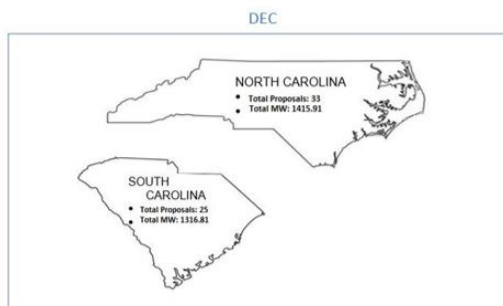 DEC
NORTH CAROLINA
• Total Proposals: 33
• Total MW: 1415.91
SOUTH
CAROLINA
• Total Proposals: 25
• Total MW: 1316.81